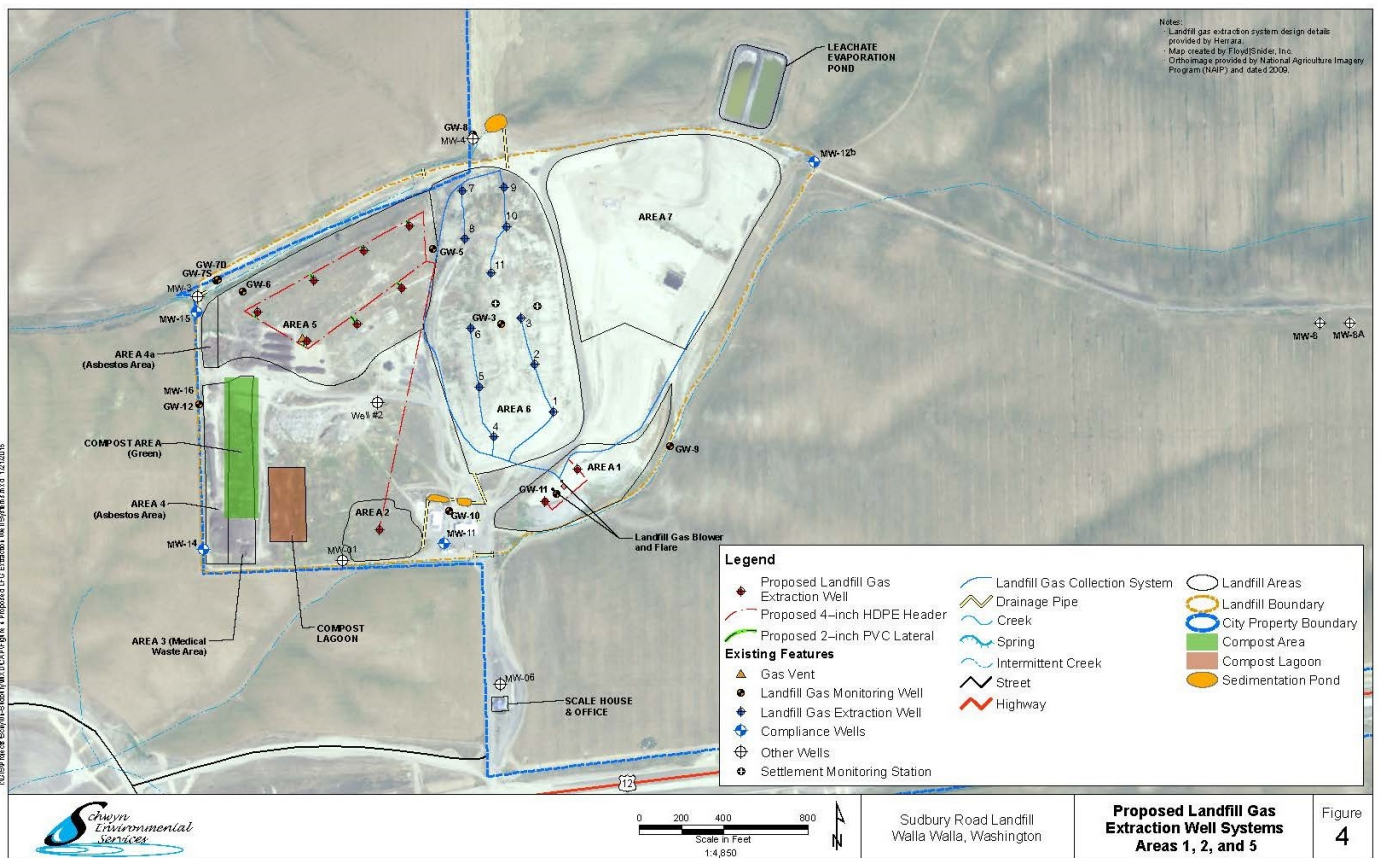 Notes:
- Landfill gas extraction system design details
provided by Herrara.
- Map created by Floyd|Snider, Inc.
- Orthoimage provided by National Agriculture Imagery
Program (NAIP) and dated 2009.
LEACHATE
EVAPORATION
POND
GW-8
MW-4
MW-12b
7
9
AREA 7
10
8
GW-5
GW-7D
GW-7S
11
GW-6
MW-3
MW-15
GW-3
3
AREA 5
6
MW-6
MW-6A
AREA 4a
(Asbestos Area)
2
5
MW-16
GW-12
Well #2
AREA 6
1
4
COMPOST AREA
(Green)
GW-9
AREA 1
GW-11
AREA 4
(Asbestos Area)
AREA 2
GW-10
Landfill Gas Blower
and Flare
MW-14
MW-11
MW-01
AREA 3 (Medical
Waste Area)
COMPOST
LAGOON
MW-06
SCALE HOUSE
& OFFICE
12
Legend
Proposed Landfill Gas
Extraction Well
Proposed 4-inch HDPE Header
Proposed 2-inch PVC Lateral
Existing Features
Gas Vent
Landfill Gas Monitoring Well
Landfill Gas Extraction Well
Compliance Wells
Other Wells
Settlement Monitoring Station
Landfill Gas Collection System
Drainage Pipe
Creek
Spring
Intermittent Creek
Street
Highway
Landfill Areas
Landfill Boundary
City Property Boundary
Compost Area
Compost Lagoon
Sedimentation Pond
Schwyn
Environmental
Services
0 200 400 800
Scale in Feet
1:4,850
N
Sudbury Road Landfill
Walla Walla, Washington
Proposed Landfill Gas
Extraction Well Systems
Areas 1, 2, and 5
Figure
4